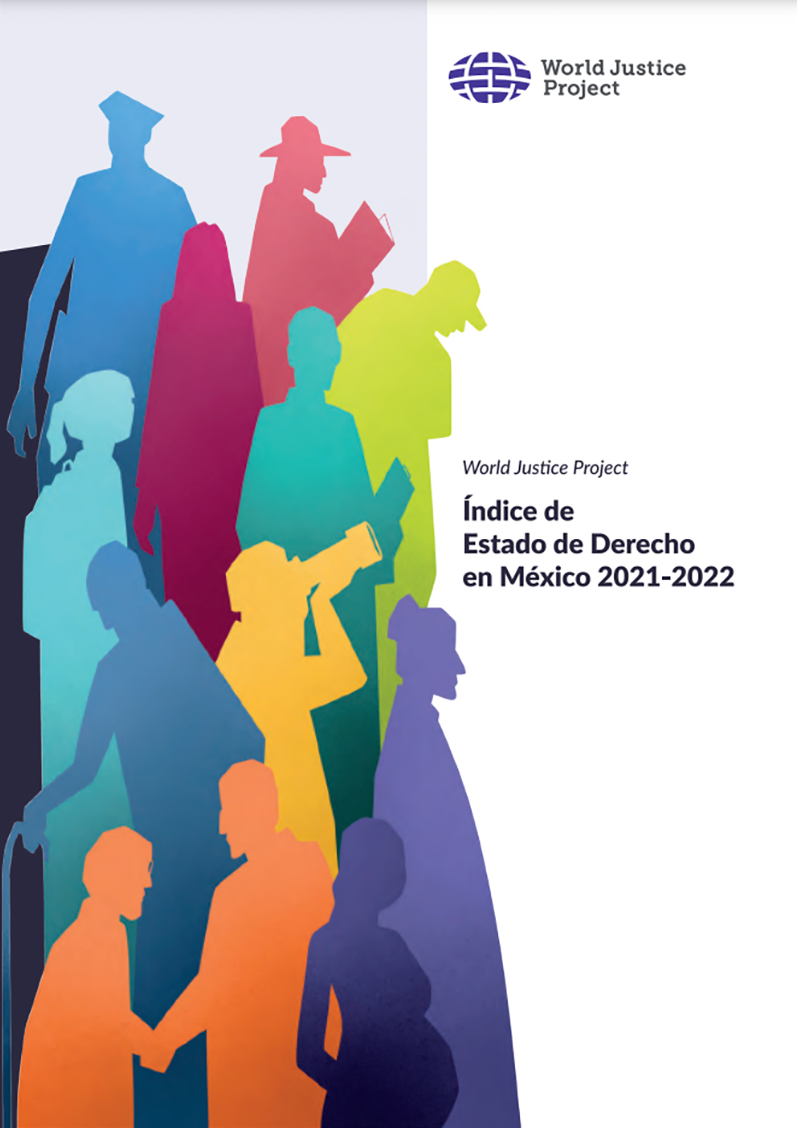 World Justice
Project
World Justice Project
Índice de
Estado de Derecho
en México 2021-2022